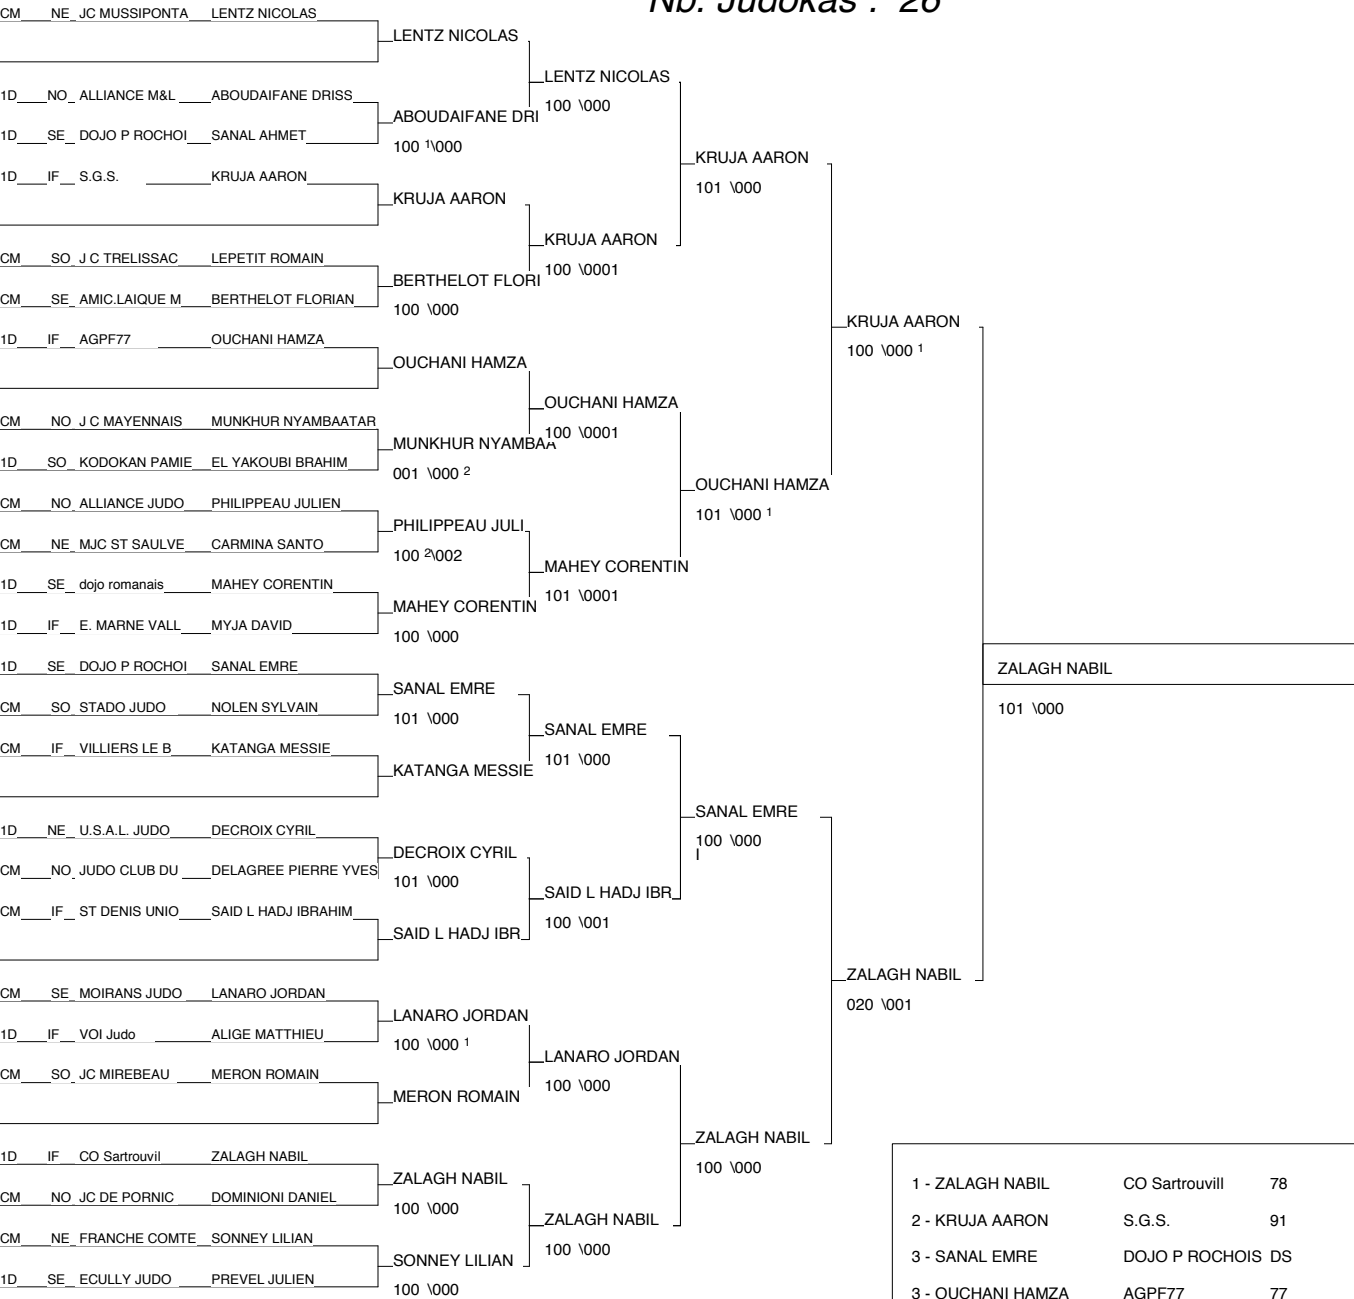 Nb. Judokas : 26
CM NE JC MUSSIPONTA LENTZ NICOLAS
LENTZ NICOLAS
LENTZ NICOLAS
100 \000
1D NO ALLIANCE M&L ABOUDAIFANE DRISS
ABOUDAIFANE DRI
100 1\000
1D SE DOJO P ROCHOI SANAL AHMET
KRUJA AARON
101 \000
1D IF S.G.S. KRUJA AARON
KRUJA AARON
KRUJA AARON
100 \0001
CM SO J C TRELISSAC LEPETIT ROMAIN
BERTHELOT FLORI
100 \000
CM SE AMIC.LAIQUE M BERTHELOT FLORIAN
KRUJA AARON
100 \000 1
1D IF AGPF77 OUCHANI HAMZA
OUCHANI HAMZA
OUCHANI HAMZA
100 \0001
CM NO J C MAYENNAIS MUNKHUR NYAMBAATAR
MUNKHUR NYAMBAA
001 \000 2
1D SO KODOKAN PAMIE EL YAKOUBI BRAHIM
OUCHANI HAMZA
101 \000 1
CM NO ALLIANCE JUDO PHILIPPEAU JULIEN
PHILIPPEAU JULI
100 2\002
CM NE MJC ST SAULVE CARMINA SANTO
MAHEY CORENTIN
101 \0001
1D SE dojo romanais MAHEY CORENTIN
MAHEY CORENTIN
100 \000
1D IF E. MARNE VALL MYJA DAVID
ZALAGH NABIL
101 \000
1D SE DOJO P ROCHOI SANAL EMRE
SANAL EMRE
101 \000
CM SO STADO JUDO NOLEN SYLVAIN
SANAL EMRE
101 \000
CM IF VILLIERS LE B KATANGA MESSIE
KATANGA MESSIE
SANAL EMRE
100 \000
I
1D NE U.S.A.L. JUDO DECROIX CYRIL
DECROIX CYRIL
101 \000
CM NO JUDO CLUB DU DELAGREE PIERRE YVES
SAID L HADJ IBR
100 \001
CM IF ST DENIS UNIO SAID L HADJ IBRAHIM
SAID L HADJ IBR
ZALAGH NABIL
020 \001
CM SE MOIRANS JUDO LANARO JORDAN
LANARO JORDAN
100 \000 1
1D IF VOI Judo ALIGE MATTHIEU
LANARO JORDAN
100 \000
CM SO JC MIREBEAU MERON ROMAIN
MERON ROMAIN
ZALAGH NABIL
100 \000
1D IF CO Sartrouvil ZALAGH NABIL
ZALAGH NABIL
100 \000
CM NO JC DE PORNIC DOMINIONI DANIEL
ZALAGH NABIL
100 \000
CM NE FRANCHE COMTE SONNEY LILIAN
SONNEY LILIAN
100 \000
1D SE ECULLY JUDO PREVEL JULIEN
1 - ZALAGH NABIL CO Sartrouvill 78
2 - KRUJA AARON S.G.S. 91
3 - SANAL EMRE DOJO P ROCHOIS DS
3 - OUCHANI HAMZA AGPF77 77